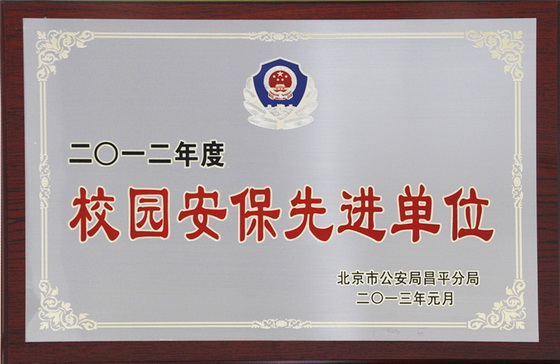 二〇一二年度
校园安保先进单位
北京市公安局昌平分局
二〇一三年元月